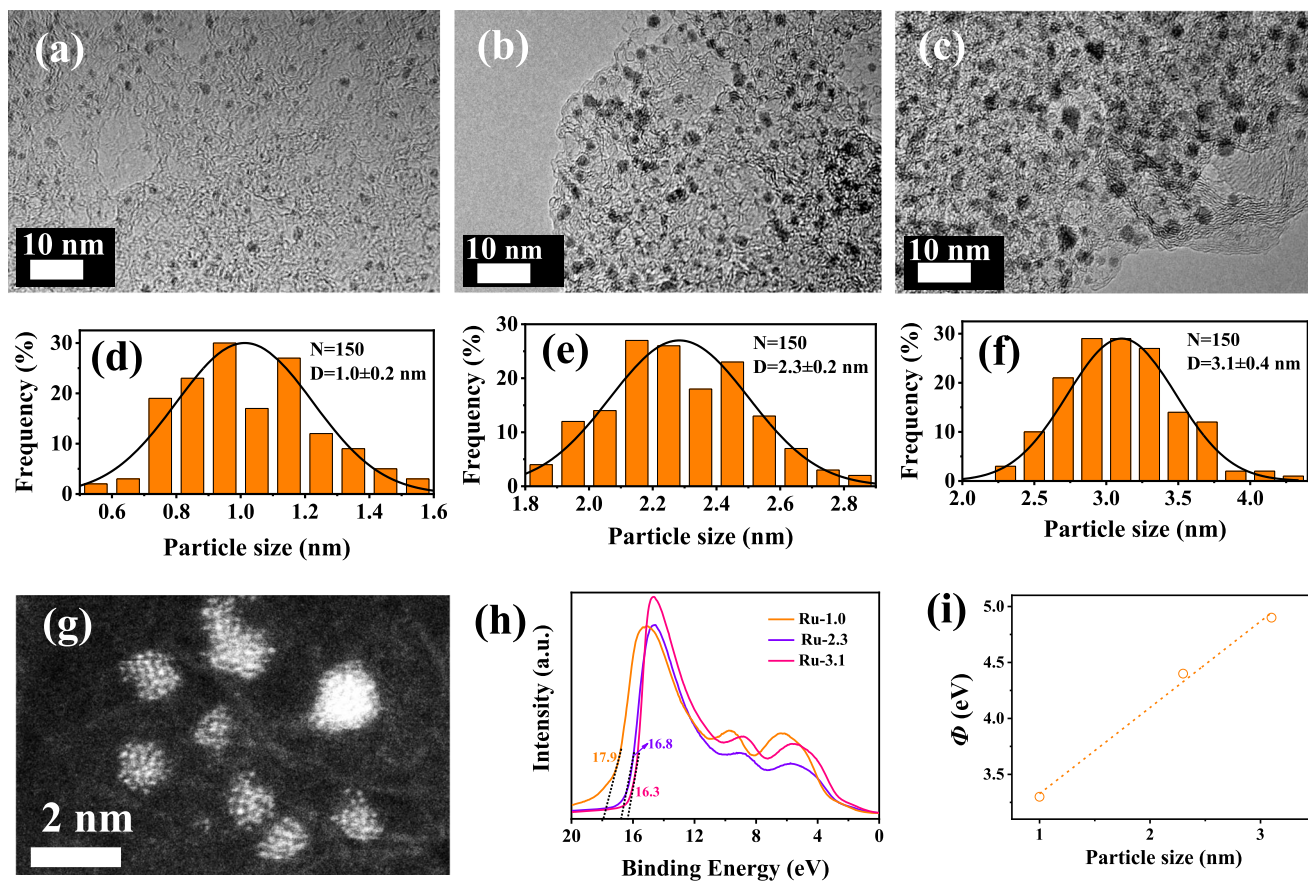 (a)
10 nm
(b)
10 nm
(c)
10 nm
(d)
N=150
D=1.0±0.2 nm
Frequency (%)
30
20
10
0
0.6 0.8 1.0 1.2 1.4 1.6
Particle size (nm)
(e)
N=150
D=2.3±0.2 nm
Frequency (%)
30
20
10
0
1.8 2.0 2.2 2.4 2.6 2.8
Particle size (nm)
(f)
N=150
D=3.1±0.4 nm
Frequency (%)
30
20
10
0
2.0 2.5 3.0 3.5 4.0
Particle size (nm)
(g)
2 nm
(h)
Ru-1.0
Ru-2.3
Ru-3.1
17.9
16.8
16.3
Intensity (a.u.)
20 16 12 8 4 0
Binding Energy (eV)
(i)
Φ (eV)
5.0
4.5
4.0
3.5
1 2 3
Particle size (nm)